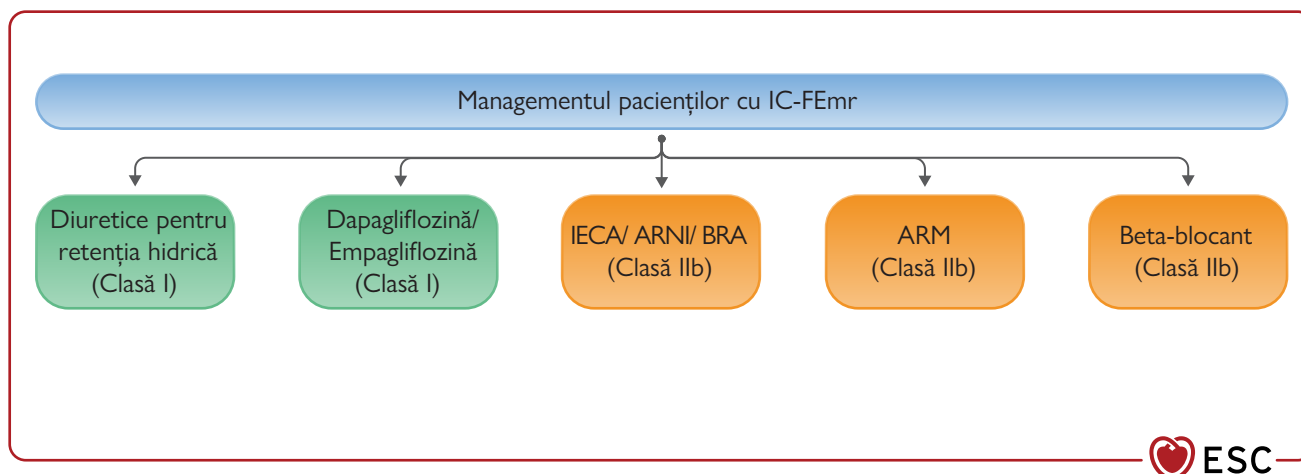 Managementul pacienților cu IC-FEmr
Diuretice pentru
retenția hidrică
(Clasă I)
Dapagliflozină/
Empagliflozină
(Clasă I)
IECA/ ARNI/ BRA
(Clasă IIb)
ARM
(Clasă IIb)
Beta-blocant
(Clasă IIb)
ESC